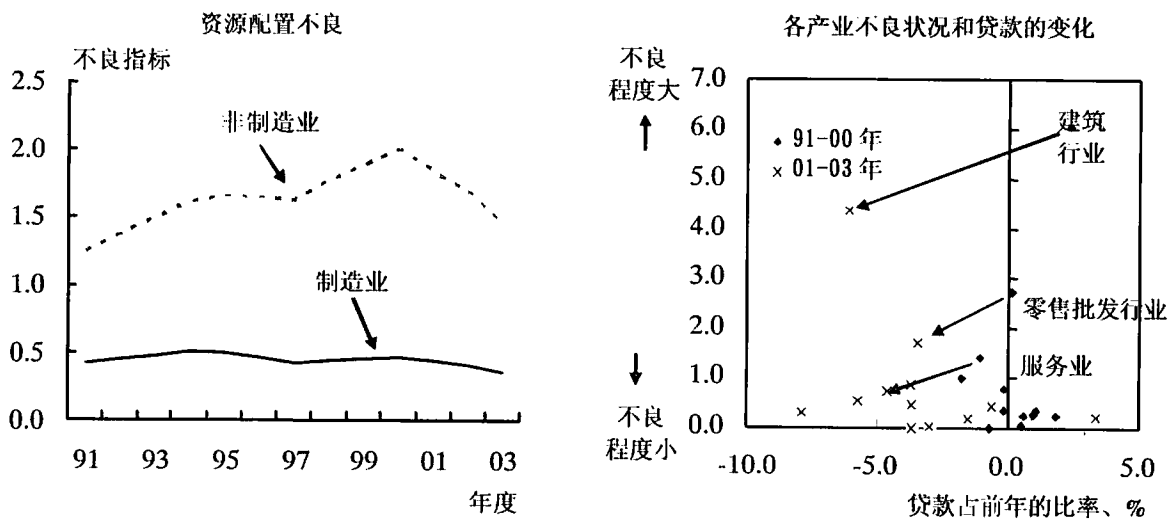 资源配置不良
不良指标
2.5
2.0
1.5
1.0
0.5
0.0
非制造业
制造业
91 93 95 97 99 01 03
年度
各产业不良状况和贷款的变化
不良
程度大
不良
程度小
7.0
6.0
5.0
4.0
3.0
2.0
1.0
0.0
91-00 年
01-03 年
建筑
行业
零售批发行业
服务业
-10.0 -5.0 0.0 5.0
贷款占前年的比率、%